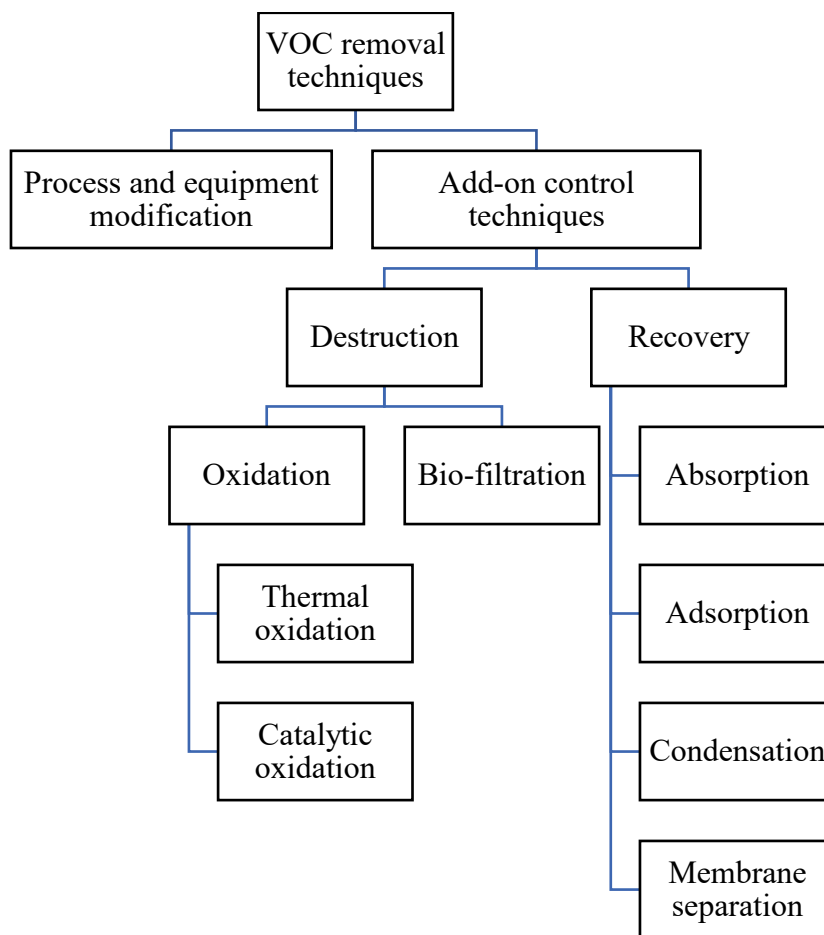 VOC removal
techniques
Process and equipment
modification
Add-on control
techniques
Destruction
Recovery
Oxidation
Bio-filtration
Absorption
Thermal
oxidation
Adsorption
Catalytic
oxidation
Condensation
Membrane
separation